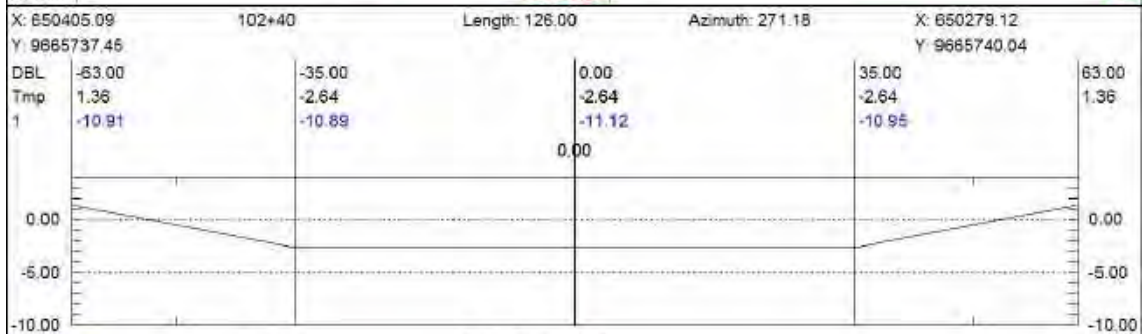 X: 650405.09 102+40 Length: 126.00 Azimuth: 271.18 X: 650279.12
Y: 9665737.45 Y: 9665740.04
DBL -63.00 -35.00 0.00 35.00 63.00
Tmp 1.36 -2.64 -2.64 -2.64 1.36
1 -10.91 -10.89 -11.12 -10.95
0.00
0.00 0.00
-5.00 -5.00
-10.00 -10.00